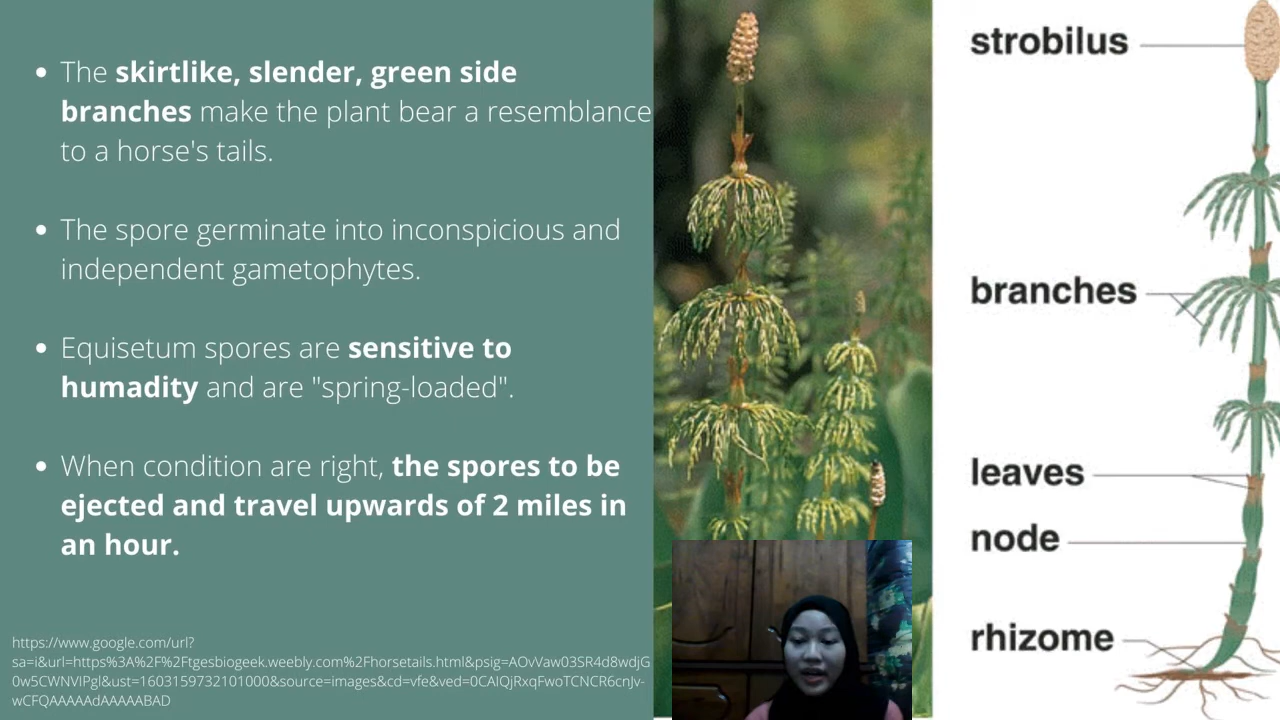 The skirtlike, slender, green side
branches make the plant bear a resemblance
to a horse's tails.
The spore germinate into inconspicious and
independent gametophytes.
Equisetum spores are sensitive to
humadity and are "spring-loaded".
When condition are right, the spores to be
ejected and travel upwards of 2 miles in
an hour.
https://www.google.com/url?
sa=i&url=https%3A%2F%2Ftgesbiogeek.weebly.com%2Fhorsetails.html&psig=AOvVaw03SR4d8wdjG
0w5CWNVIPgl&ust=1603159732101000&source=images&cd=vfe&ved=0CAIQjRxqFwoTCNCR6cnJv-
wCFQAAAAAdAAAAABAD
strobilus
branches
leaves
node
rhizome